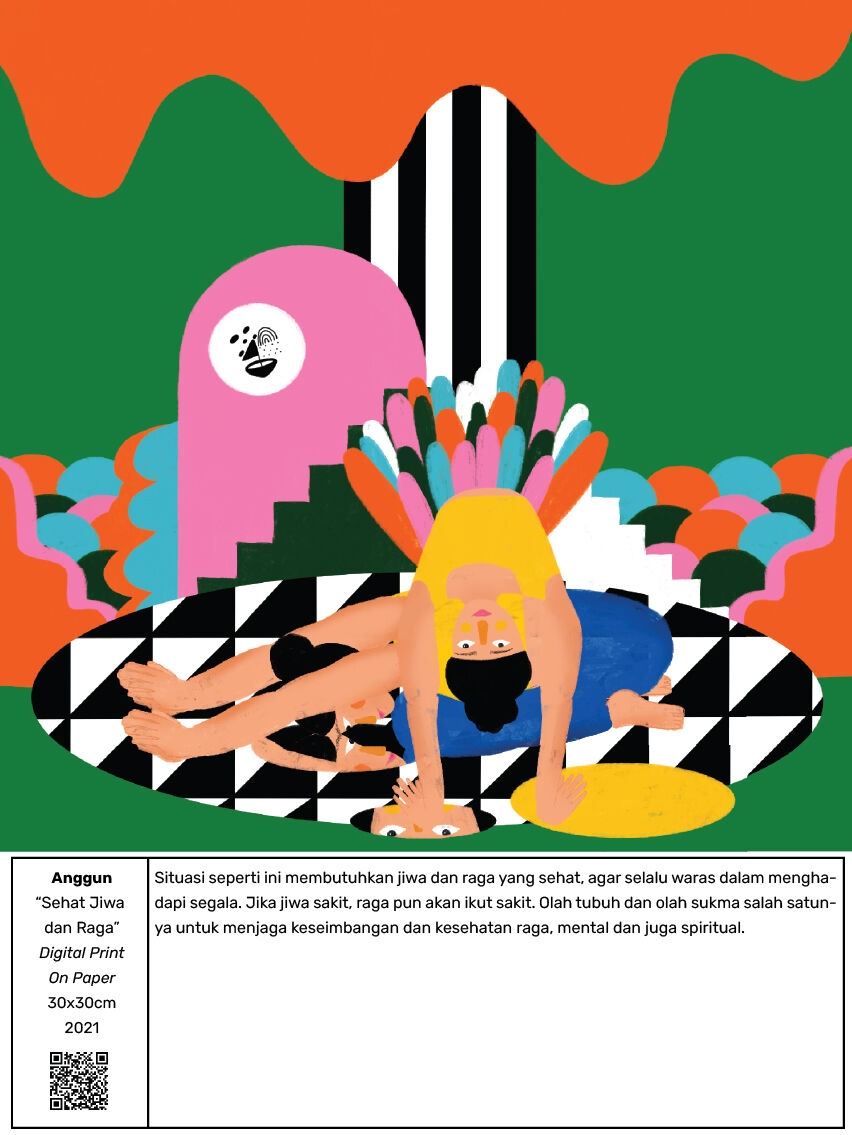 Anggun
“Sehat Jiwa
dan Raga”
Digital Print
On Paper
30x30cm
2021
Situasi seperti ini membutuhkan jiwa dan raga yang sehat, agar selalu waras dalam mengha-
dapi segala. Jika jiwa sakit, raga pun akan ikut sakit. Olah tubuh dan olah sukma salah satun-
ya untuk menjaga keseimbangan dan kesehatan raga, mental dan juga spiritual.